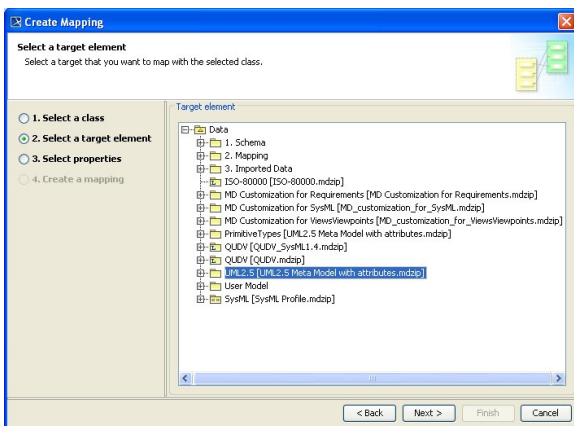 Create Mapping
Select a target element
Select a target that you want to map with the selected class.
1. Select a class
2. Select a target element
3. Select properties
4. Create a mapping
Target element
Data
1. Schema
2. Mapping
3. Imported Data
ISO-80000 [ISO-80000.mdzip]
MD Customization for Requirements [MD Customization for Requirements.mdzip]
MD Customization for SysML [MD_customization_for_SysML.mdzip]
MD Customization for ViewsViewpoints [MD_customization_for_ViewsViewpoints.mdzip]
PrimitiveTypes [UML2.5 Meta Model with attributes.mdzip]
QUDV [QUDV_SysML1.4.mdzip]
QUDV [QUDV.mdzip]
UML2.5 [UML2.5 Meta Model with attributes.mdzip]
User Model
SysML [SysML Profile.mdzip]
< Back Next > Finish Cancel